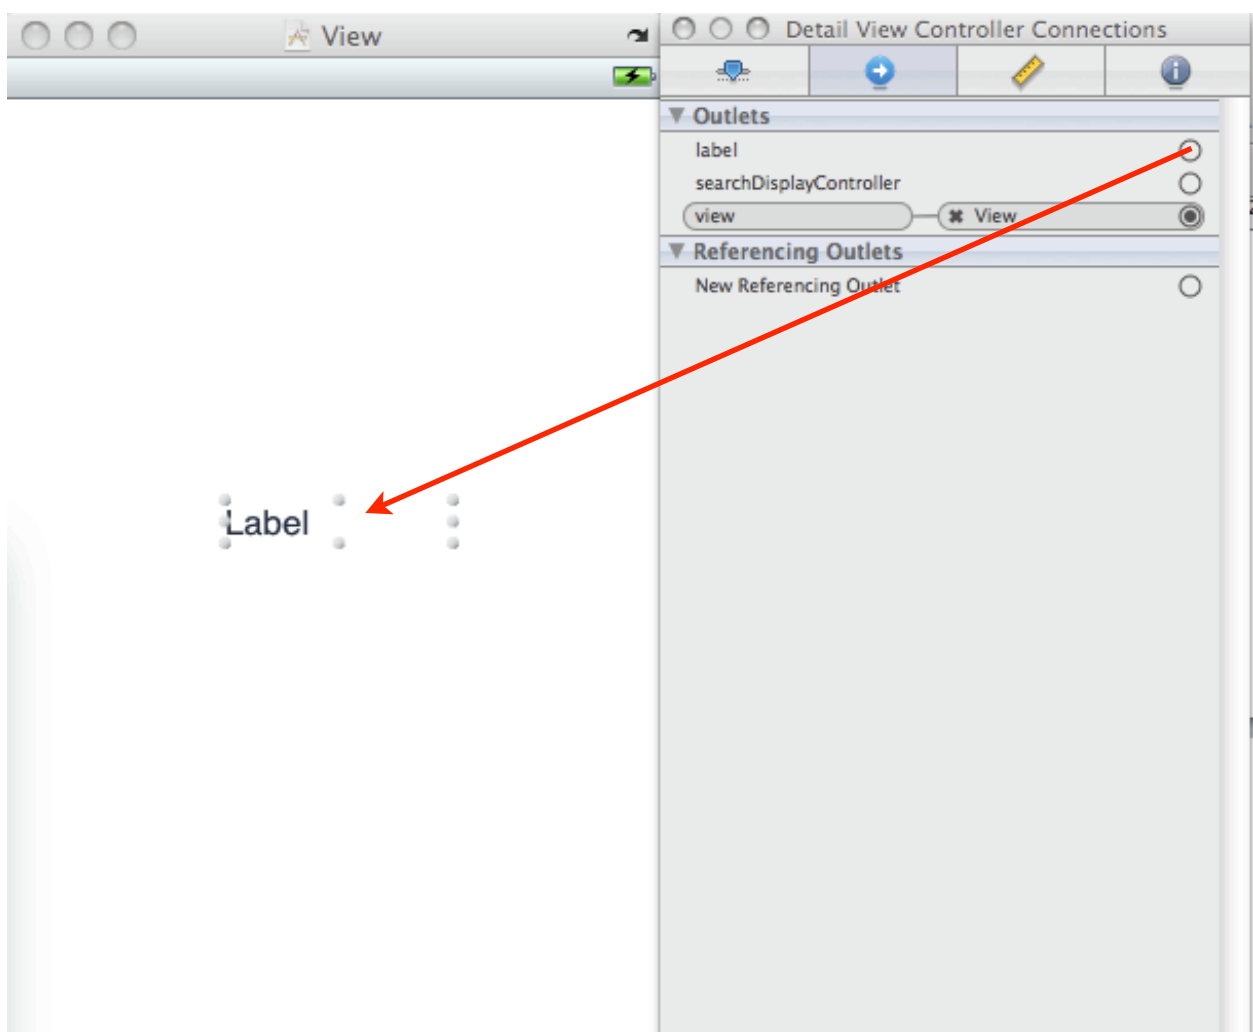 View
Detail View Controller Connections
Outlets
label
searchDisplayController
view
View
Referencing Outlets
New Referencing Outlet
Label